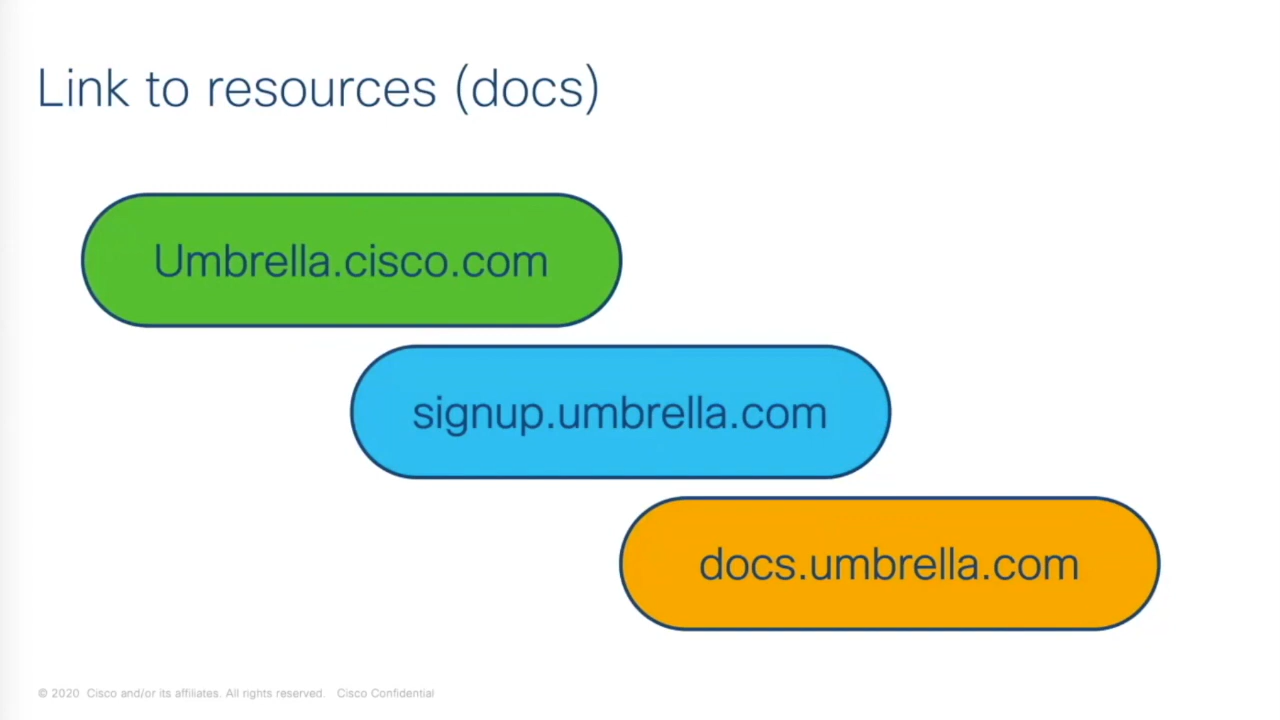 Link to resources (docs)
Umbrella.cisco.com
signup.umbrella.com
docs.umbrella.com
© 2020 Cisco and/or its affiliates. All rights reserved. Cisco Confidential